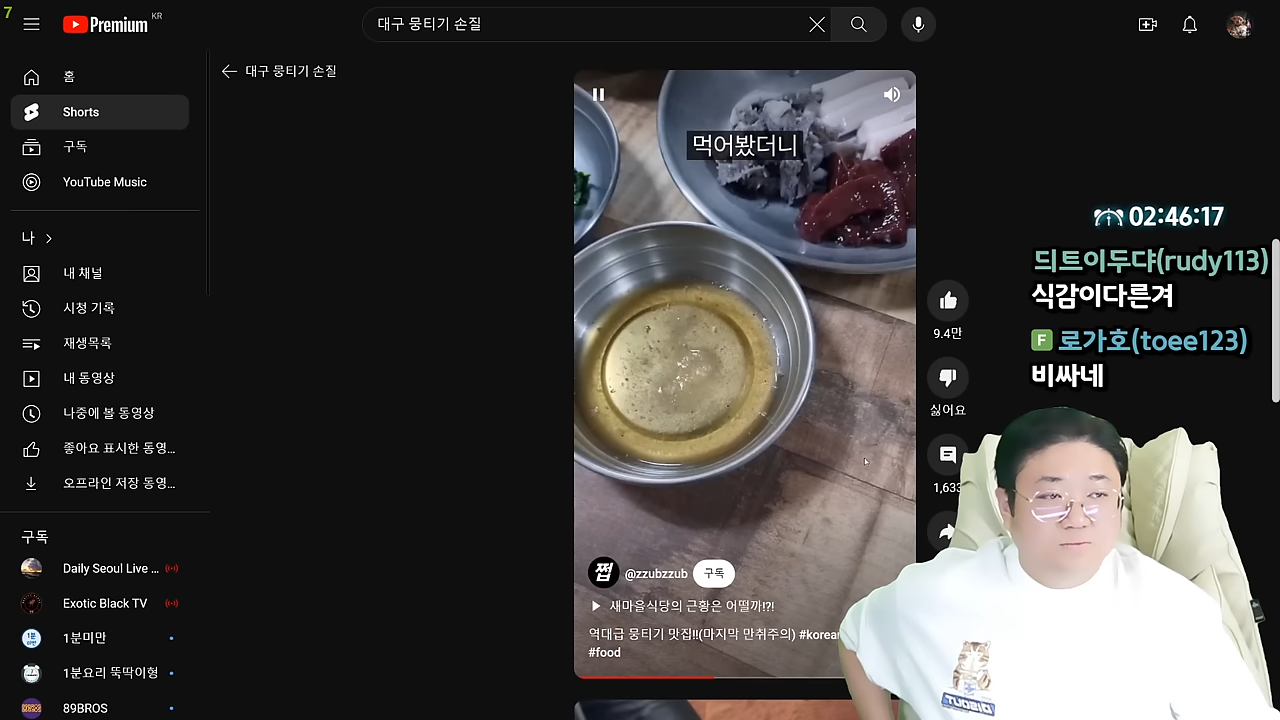 7
Premium KR
대구 뭉티기 손질
홈
대구 뭉티기 손질
Shorts
구독
YouTube Music
나
내 채널
시청 기록
재생목록
내 동영상
나중에 볼 동영상
좋아요 표시한 동영...
오프라인 저장 동영...
구독
Daily Seoul Live ...
Exotic Black TV
1분미만
1분요리 뚝딱이형
89BROS
먹어봤더니
쩝 @zzubzzub 구독
새마을식당의 근황은 어떨까!?!
역대급 뭉티기 맛집!!(마지막 만취주의) #korean
#food
9.4만
싫어요
1,633
02:46:17
듸트이두댜(rudy113)
식감이다른겨
F 로가호(toee123)
비싸네